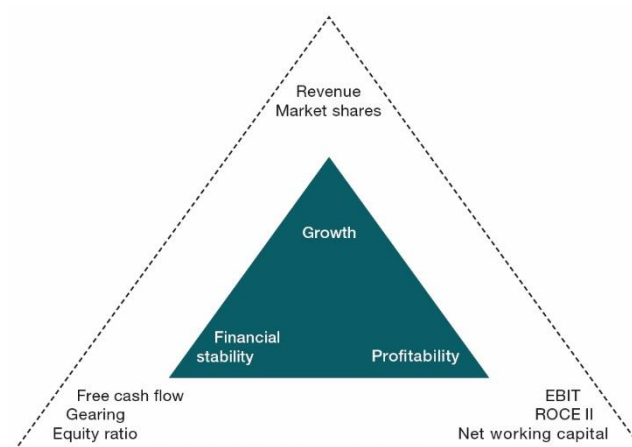 Revenue
Market shares
Growth
Financial
stability
Profitability
Free cash flow
Gearing
Equity ratio
EBIT
ROCE II
Net working capital